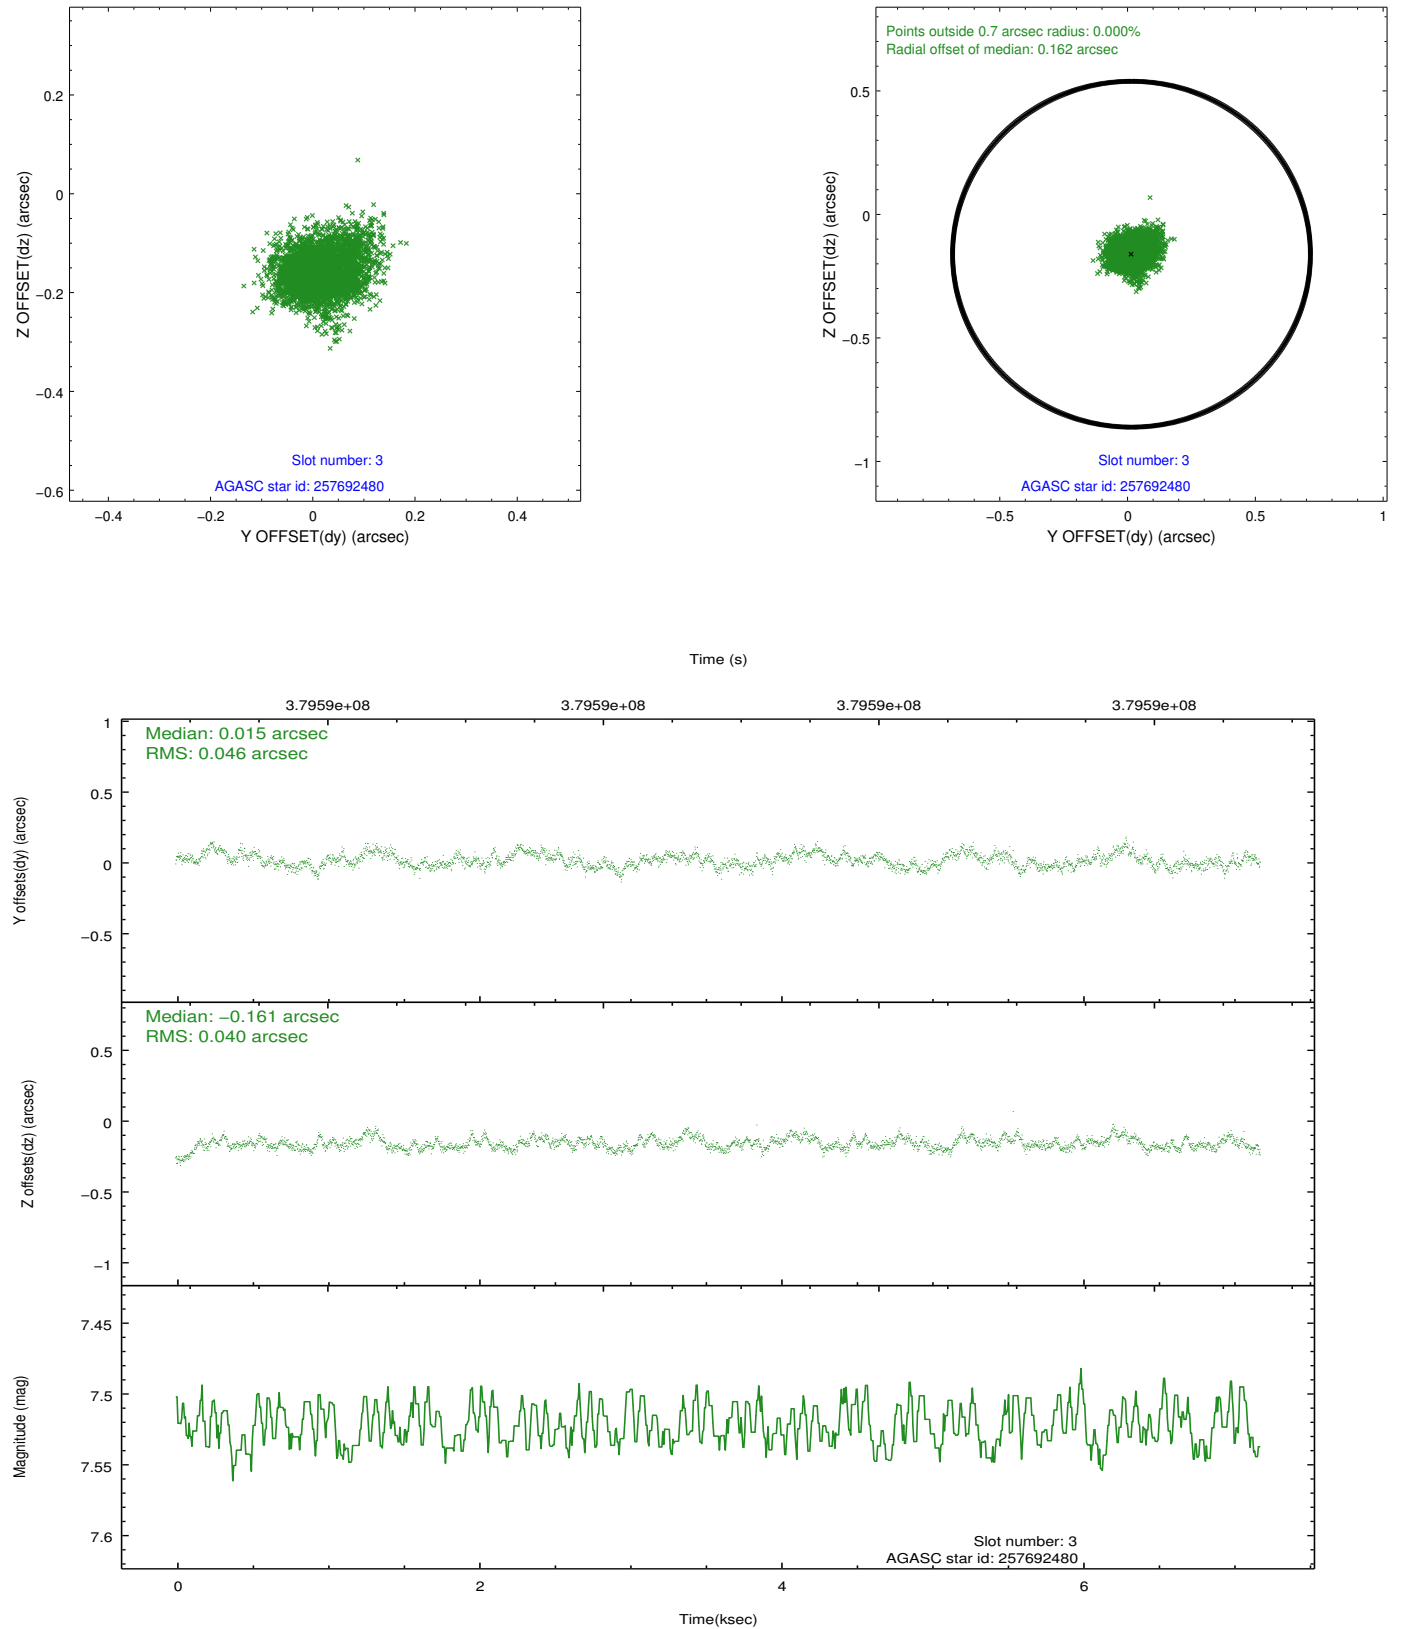 0.2
0
−0.2
−0.4
−0.6
Z OFFSET(dz) (arcsec)
Slot number: 3
AGASC star id: 257692480
−0.4 −0.2 0 0.2 0.4
Y OFFSET(dy) (arcsec)
Points outside 0.7 arcsec radius: 0.000%
Radial offset of median: 0.162 arcsec
0.5
0
−0.5
−1
Z OFFSET(dz) (arcsec)
Slot number: 3
AGASC star id: 257692480
−0.5 0 0.5 1
Y OFFSET(dy) (arcsec)
Time (s)
3.7959e+08 3.7959e+08 3.7959e+08 3.7959e+08
Median: 0.015 arcsec
RMS: 0.046 arcsec
1
0.5
0
−0.5
Y offsets(dy) (arcsec)
Median: −0.161 arcsec
RMS: 0.040 arcsec
0.5
0
−0.5
−1
Z offsets(dz) (arcsec)
7.45
7.5
7.55
7.6
Magnitude (mag)
Slot number: 3
AGASC star id: 257692480
0 2 4 6
Time(ksec)